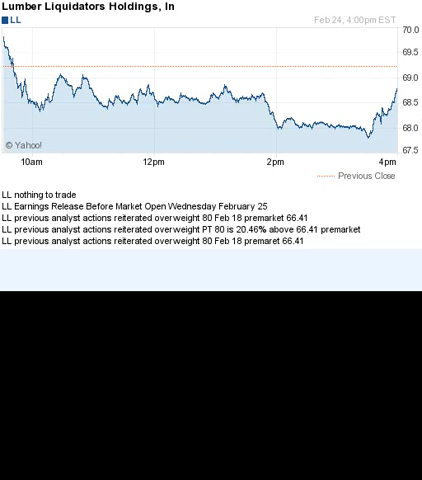 Lumber Liquidators Holdings, In
LL Feb 24, 4:00pm EST
70.0
69.5
69.0
68.5
68.0
67.5
© Yahoo!
10am 12pm 2pm 4pm
Previous Close
LL nothing to trade
LL Earnings Release Before Market Open Wednesday February 25
LL previous analyst actions reiterated overweight 80 Feb 18 premarket 66.41
LL previous analyst actions reiterated overweight PT 80 is 20.46% above 66.41 premarket
LL previous analyst actions reiterated overweight 80 Feb 18 premaret 66.41